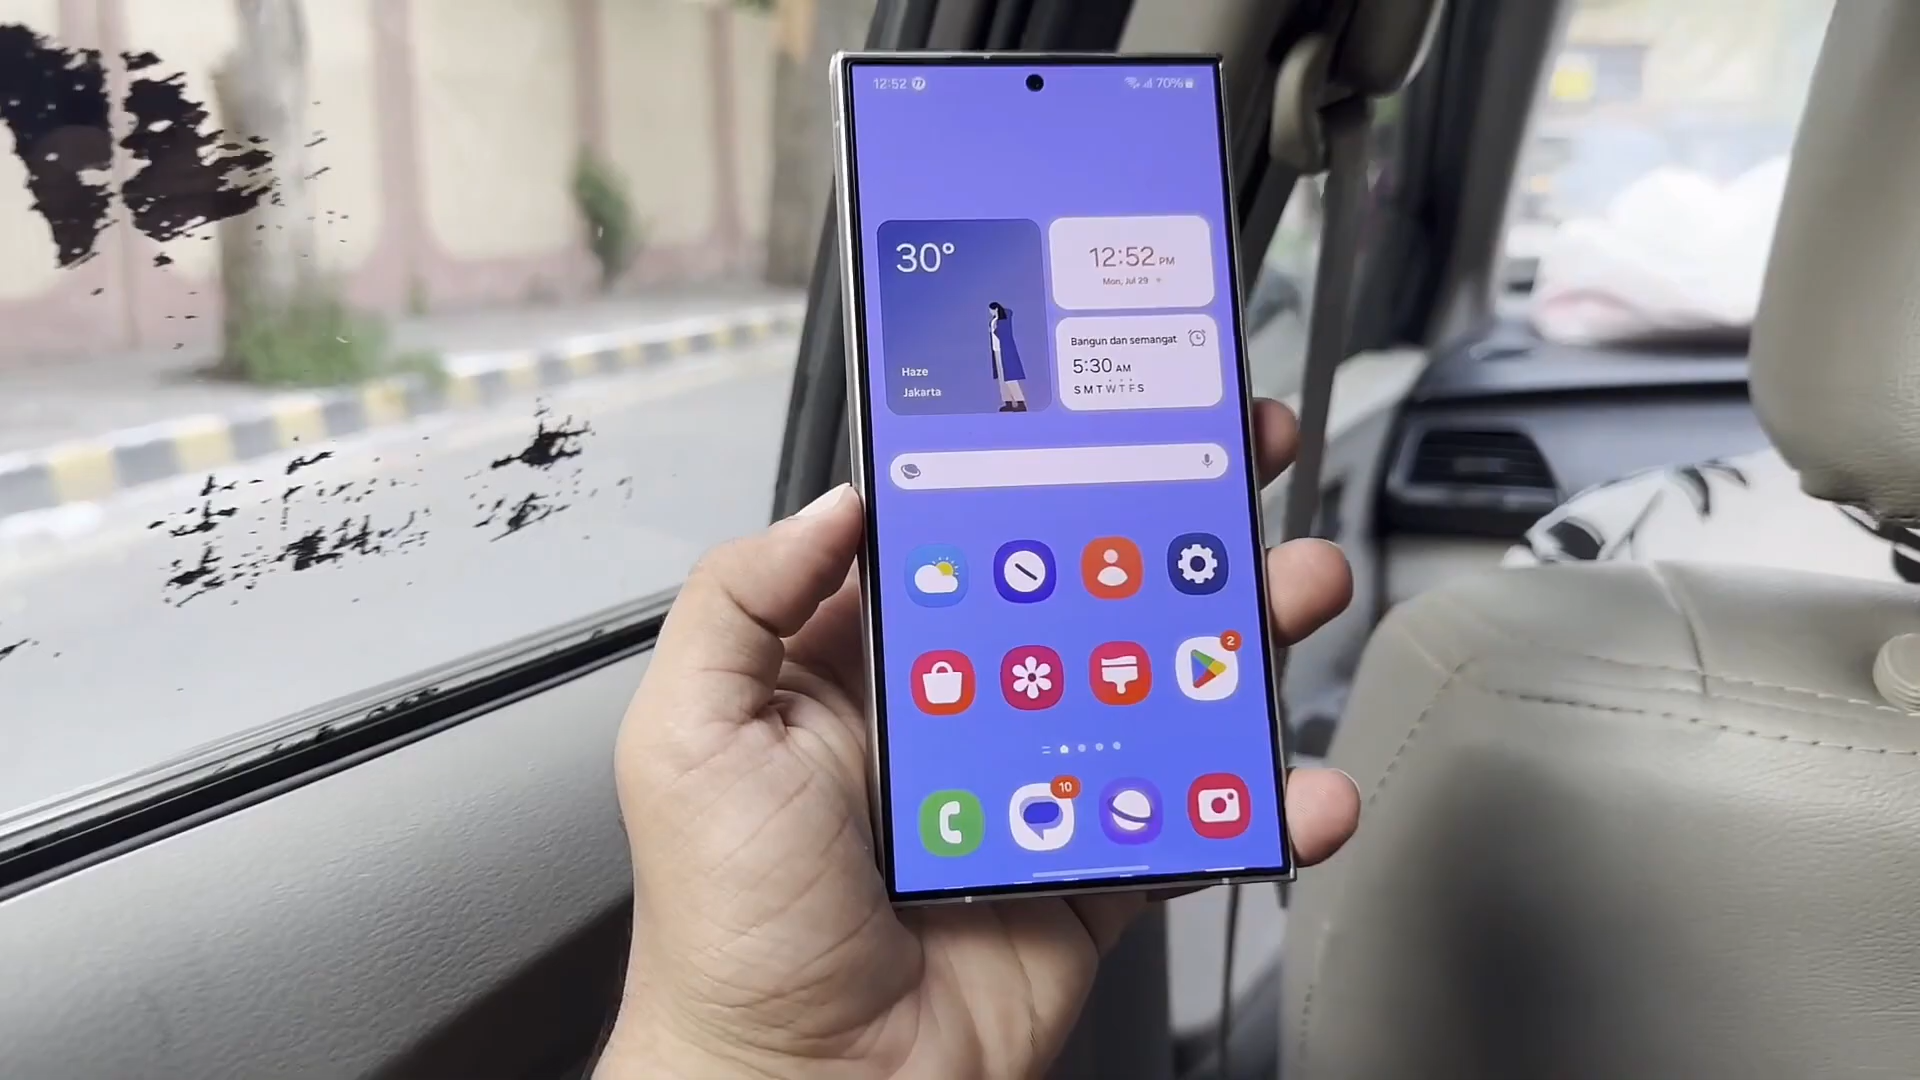 12:52
70%
30°
Haze
Jakarta
12:52 PM
Mon, Jul 29
Bangun dan semangat
5:30 AM
S M T W T F S
2
10